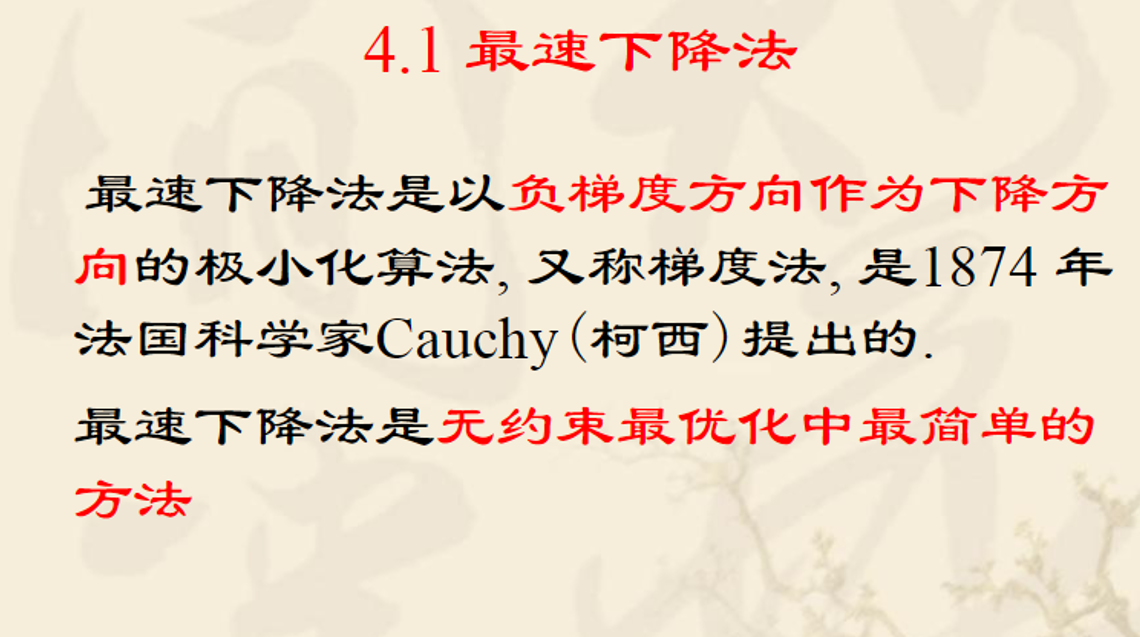 4.1 最速下降法
最速下降法是以负梯度方向作为下降方
向的极小化算法, 又称梯度法, 是1874 年
法国科学家Cauchy(柯西)提出的.
最速下降法是无约束最优化中最简单的
方法